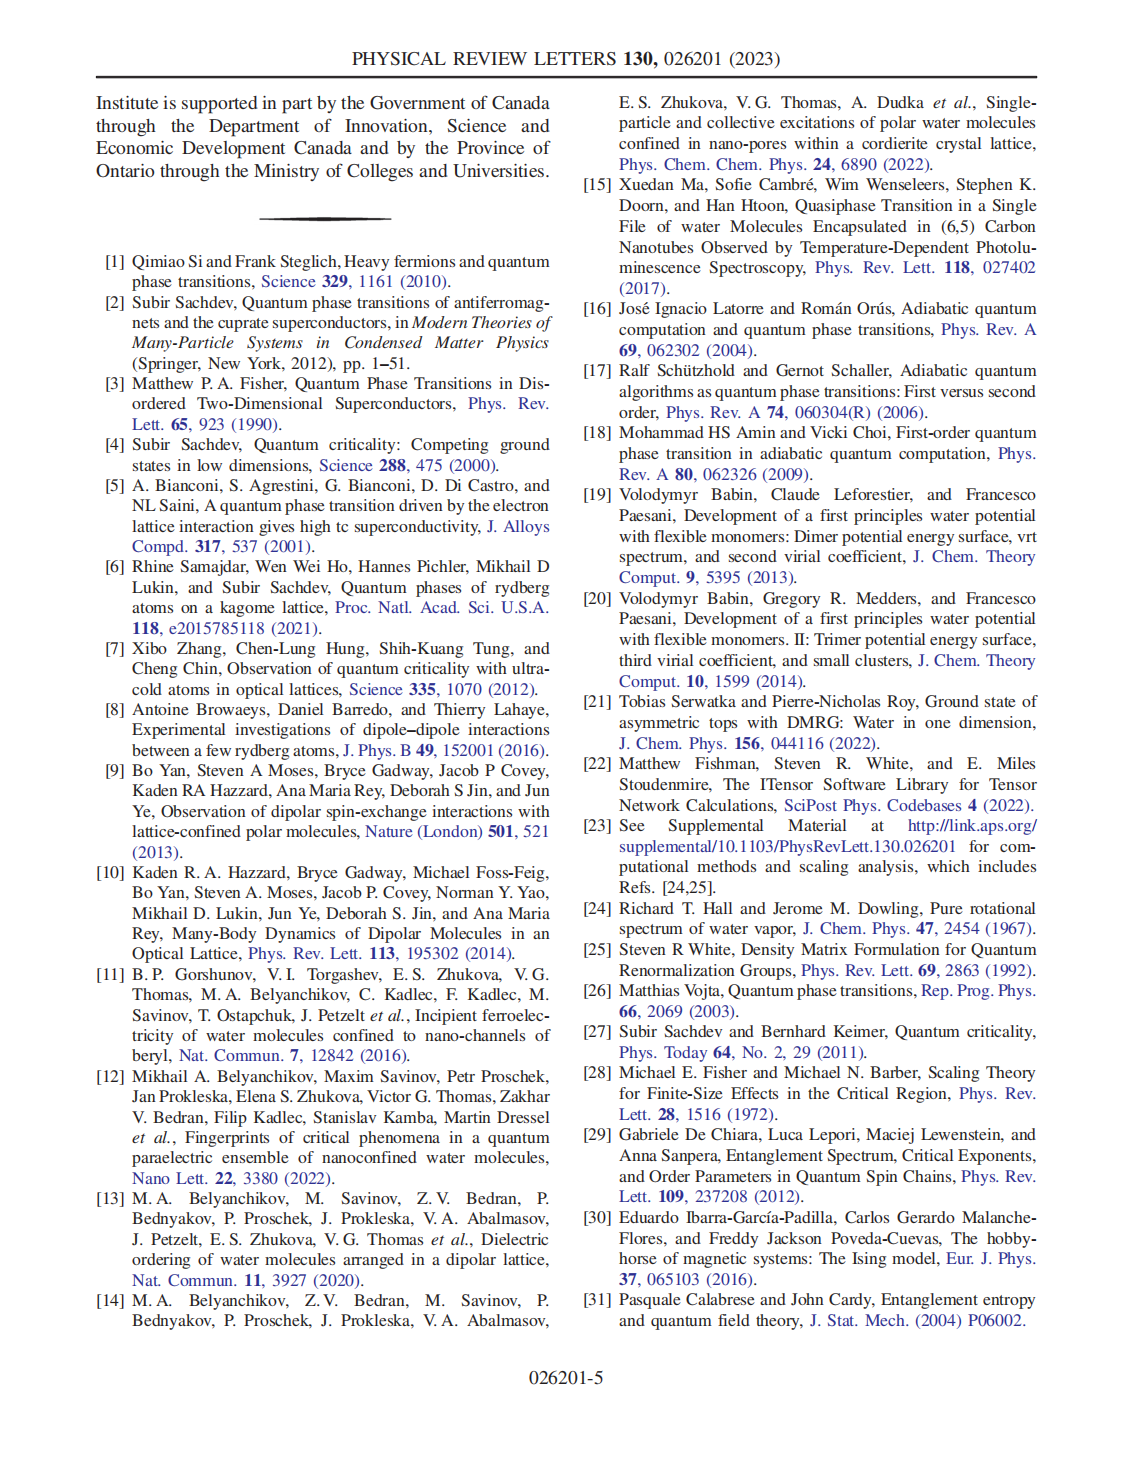 PHYSICAL REVIEW LETTERS 130, 026201 (2023)
Institute is supported in part by the Government of Canada
through the Department of Innovation, Science and
Economic Development Canada and by the Province of
Ontario through the Ministry of Colleges and Universities.
[1] Qimiao Si and Frank Steglich, Heavy fermions and quantum
phase transitions, Science 329, 1161 (2010).
[2] Subir Sachdev, Quantum phase transitions of antiferromag-
nets and the cuprate superconductors, in Modern Theories of
Many-Particle Systems in Condensed Matter Physics
(Springer, New York, 2012), pp. 1–51.
[3] Matthew P. A. Fisher, Quantum Phase Transitions in Dis-
ordered Two-Dimensional Superconductors, Phys. Rev.
Lett. 65, 923 (1990).
[4] Subir Sachdev, Quantum criticality: Competing ground
states in low dimensions, Science 288, 475 (2000).
[5] A. Bianconi, S. Agrestini, G. Bianconi, D. Di Castro, and
NL Saini, A quantum phase transition driven by the electron
lattice interaction gives high tc superconductivity, J. Alloys
Compd. 317, 537 (2001).
[6] Rhine Samajdar, Wen Wei Ho, Hannes Pichler, Mikhail D
Lukin, and Subir Sachdev, Quantum phases of rydberg
atoms on a kagome lattice, Proc. Natl. Acad. Sci. U.S.A.
118, e2015785118 (2021).
[7] Xibo Zhang, Chen-Lung Hung, Shih-Kuang Tung, and
Cheng Chin, Observation of quantum criticality with ultra-
cold atoms in optical lattices, Science 335, 1070 (2012).
[8] Antoine Browaeys, Daniel Barredo, and Thierry Lahaye,
Experimental investigations of dipole–dipole interactions
between a few rydberg atoms, J. Phys. B 49, 152001 (2016).
[9] Bo Yan, Steven A Moses, Bryce Gadway, Jacob P Covey,
Kaden RA Hazzard, Ana Maria Rey, Deborah S Jin, and Jun
Ye, Observation of dipolar spin-exchange interactions with
lattice-confined polar molecules, Nature (London) 501, 521
(2013).
[10] Kaden R. A. Hazzard, Bryce Gadway, Michael Foss-Feig,
Bo Yan, Steven A. Moses, Jacob P. Covey, Norman Y. Yao,
Mikhail D. Lukin, Jun Ye, Deborah S. Jin, and Ana Maria
Rey, Many-Body Dynamics of Dipolar Molecules in an
Optical Lattice, Phys. Rev. Lett. 113, 195302 (2014).
[11] B. P. Gorshunov, V. I. Torgashev, E. S. Zhukova, V. G.
Thomas, M. A. Belyanchikov, C. Kadlec, F. Kadlec, M.
Savinov, T. Ostapchuk, J. Petzelt et al., Incipient ferroelec-
tricity of water molecules confined to nano-channels of
beryl, Nat. Commun. 7, 12842 (2016).
[12] Mikhail A. Belyanchikov, Maxim Savinov, Petr Proschek,
Jan Prokleska, Elena S. Zhukova, Victor G. Thomas, Zakhar
V. Bedran, Filip Kadlec, Stanislav Kamba, Martin Dressel
et al., Fingerprints of critical phenomena in a quantum
paraelectric ensemble of nanoconfined water molecules,
Nano Lett. 22, 3380 (2022).
[13] M. A. Belyanchikov, M. Savinov, Z. V. Bedran, P.
Bednyakov, P. Proschek, J. Prokleska, V. A. Abalmasov,
J. Petzelt, E. S. Zhukova, V. G. Thomas et al., Dielectric
ordering of water molecules arranged in a dipolar lattice,
Nat. Commun. 11, 3927 (2020).
[14] M. A. Belyanchikov, Z. V. Bedran, M. Savinov, P.
Bednyakov, P. Proschek, J. Prokleska, V. A. Abalmasov,
E. S. Zhukova, V. G. Thomas, A. Dudka et al., Single-
particle and collective excitations of polar water molecules
confined in nano-pores within a cordierite crystal lattice,
Phys. Chem. Chem. Phys. 24, 6890 (2022).
[15] Xuedan Ma, Sofie Cambré, Wim Wenseleers, Stephen K.
Doorn, and Han Htoon, Quasiphase Transition in a Single
File of water Molecules Encapsulated in (6,5) Carbon
Nanotubes Observed by Temperature-Dependent Photolu-
minescence Spectroscopy, Phys. Rev. Lett. 118, 027402
(2017).
[16] José Ignacio Latorre and Román Orús, Adiabatic quantum
computation and quantum phase transitions, Phys. Rev. A
69, 062302 (2004).
[17] Ralf Schützhold and Gernot Schaller, Adiabatic quantum
algorithms as quantum phase transitions: First versus second
order, Phys. Rev. A 74, 060304(R) (2006).
[18] Mohammad HS Amin and Vicki Choi, First-order quantum
phase transition in adiabatic quantum computation, Phys.
Rev. A 80, 062326 (2009).
[19] Volodymyr Babin, Claude Leforestier, and Francesco
Paesani, Development of a first principles water potential
with flexible monomers: Dimer potential energy surface, vrt
spectrum, and second virial coefficient, J. Chem. Theory
Comput. 9, 5395 (2013).
[20] Volodymyr Babin, Gregory R. Medders, and Francesco
Paesani, Development of a first principles water potential
with flexible monomers. II: Trimer potential energy surface,
third virial coefficient, and small clusters, J. Chem. Theory
Comput. 10, 1599 (2014).
[21] Tobias Serwatka and Pierre-Nicholas Roy, Ground state of
asymmetric tops with DMRG: Water in one dimension,
J. Chem. Phys. 156, 044116 (2022).
[22] Matthew Fishman, Steven R. White, and E. Miles
Stoudenmire, The ITensor Software Library for Tensor
Network Calculations, SciPost Phys. Codebases 4 (2022).
[23] See Supplemental Material at http://link.aps.org/
supplemental/10.1103/PhysRevLett.130.026201 for com-
putational methods and scaling analysis, which includes
Refs. [24,25].
[24] Richard T. Hall and Jerome M. Dowling, Pure rotational
spectrum of water vapor, J. Chem. Phys. 47, 2454 (1967).
[25] Steven R White, Density Matrix Formulation for Quantum
Renormalization Groups, Phys. Rev. Lett. 69, 2863 (1992).
[26] Matthias Vojta, Quantum phase transitions, Rep. Prog. Phys.
66, 2069 (2003).
[27] Subir Sachdev and Bernhard Keimer, Quantum criticality,
Phys. Today 64, No. 2, 29 (2011).
[28] Michael E. Fisher and Michael N. Barber, Scaling Theory
for Finite-Size Effects in the Critical Region, Phys. Rev.
Lett. 28, 1516 (1972).
[29] Gabriele De Chiara, Luca Lepori, Maciej Lewenstein, and
Anna Sanpera, Entanglement Spectrum, Critical Exponents,
and Order Parameters in Quantum Spin Chains, Phys. Rev.
Lett. 109, 237208 (2012).
[30] Eduardo Ibarra-García-Padilla, Carlos Gerardo Malanche-
Flores, and Freddy Jackson Poveda-Cuevas, The hobby-
horse of magnetic systems: The Ising model, Eur. J. Phys.
37, 065103 (2016).
[31] Pasquale Calabrese and John Cardy, Entanglement entropy
and quantum field theory, J. Stat. Mech. (2004) P06002.
026201-5